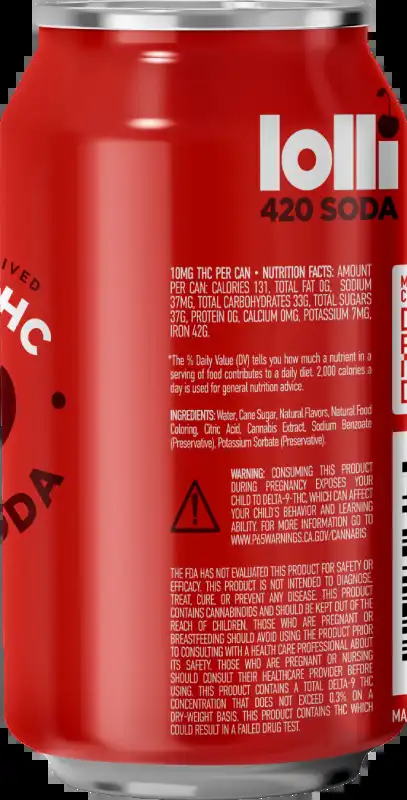 lolli
420 SODA
10MG THC PER CAN • NUTRITION FACTS: AMOUNT
PER CAN: CALORIES 131, TOTAL FAT 0G, SODIUM
37MG, TOTAL CARBOHYDRATES 33G, TOTAL SUGARS
37G, PROTEIN 0G, CALCIUM 0MG, POTASSIUM 7MG,
IRON 42G.
*The % Daily Value (DV) tells you how much a nutrient in a
serving of food contributes to a daily diet. 2,000 calories a
day is used for general nutrition advice.
INGREDIENTS: Water, Cane Sugar, Natural Flavors, Natural Food
Coloring, Citric Acid, Cannabis Extract, Sodium Benzoate
(Preservative), Potassium Sorbate (Preservative).
WARNING: CONSUMING THIS PRODUCT
DURING PREGNANCY EXPOSES YOUR
CHILD TO DELTA-9-THC, WHICH CAN AFFECT
YOUR CHILD'S BEHAVIOR AND LEARNING
ABILITY. FOR MORE INFORMATION GO TO
WWW.P65WARNINGS.CA.GOV/CANNABIS
THE FDA HAS NOT EVALUATED THIS PRODUCT FOR SAFETY OR
EFFICACY. THIS PRODUCT IS NOT INTENDED TO DIAGNOSE,
TREAT, CURE, OR PREVENT ANY DISEASE. THIS PRODUCT
CONTAINS CANNABINOIDS AND SHOULD BE KEPT OUT OF THE
REACH OF CHILDREN. THOSE WHO ARE PREGNANT OR
BREASTFEEDING SHOULD AVOID USING THE PRODUCT PRIOR
TO CONSULTING WITH A HEALTH CARE PROFESSIONAL ABOUT
ITS SAFETY. THOSE WHO ARE PREGNANT OR NURSING
SHOULD CONSULT THEIR HEALTHCARE PROVIDER BEFORE
USING. THIS PRODUCT CONTAINS A TOTAL DELTA-9 THC
CONCENTRATION THAT DOES NOT EXCEED 0.3% ON A
DRY-WEIGHT BASIS. THIS PRODUCT CONTAINS THC WHICH
COULD RESULT IN A FAILED DRUG TEST.